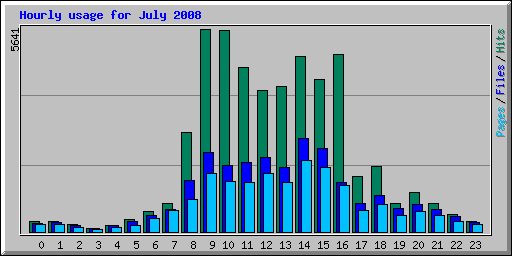 Hourly usage for July 2008
5641
Pages / Files / Hits
0 1 2 3 4 5 6 7 8 9 10 11 12 13 14 15 16 17 18 19 20 21 22 23